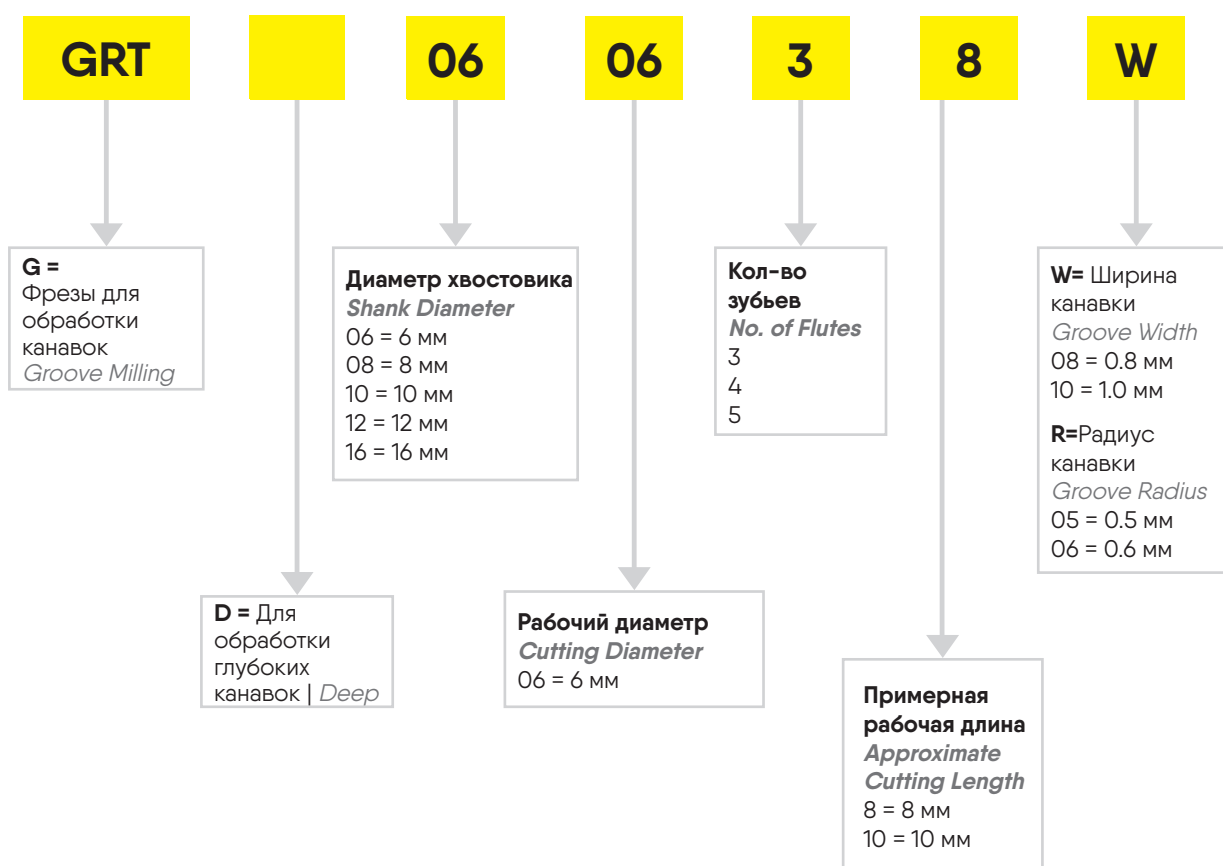 GRT 06 06 3 8 W
G =
Фрезы для
обработки
канавок
Groove Milling
D = Для
обработки
глубоких
канавок | Deep
Диаметр хвостовика
Shank Diameter
06 = 6 мм
08 = 8 мм
10 = 10 мм
12 = 12 мм
16 = 16 мм
Рабочий диаметр
Cutting Diameter
06 = 6 мм
Кол-во
зубьев
No. of Flutes
3
4
5
Примерная
рабочая длина
Approximate
Cutting Length
8 = 8 мм
10 = 10 мм
W= Ширина
канавки
Groove Width
08 = 0.8 мм
10 = 1.0 мм
R=Радиус
канавки
Groove Radius
05 = 0.5 мм
06 = 0.6 мм